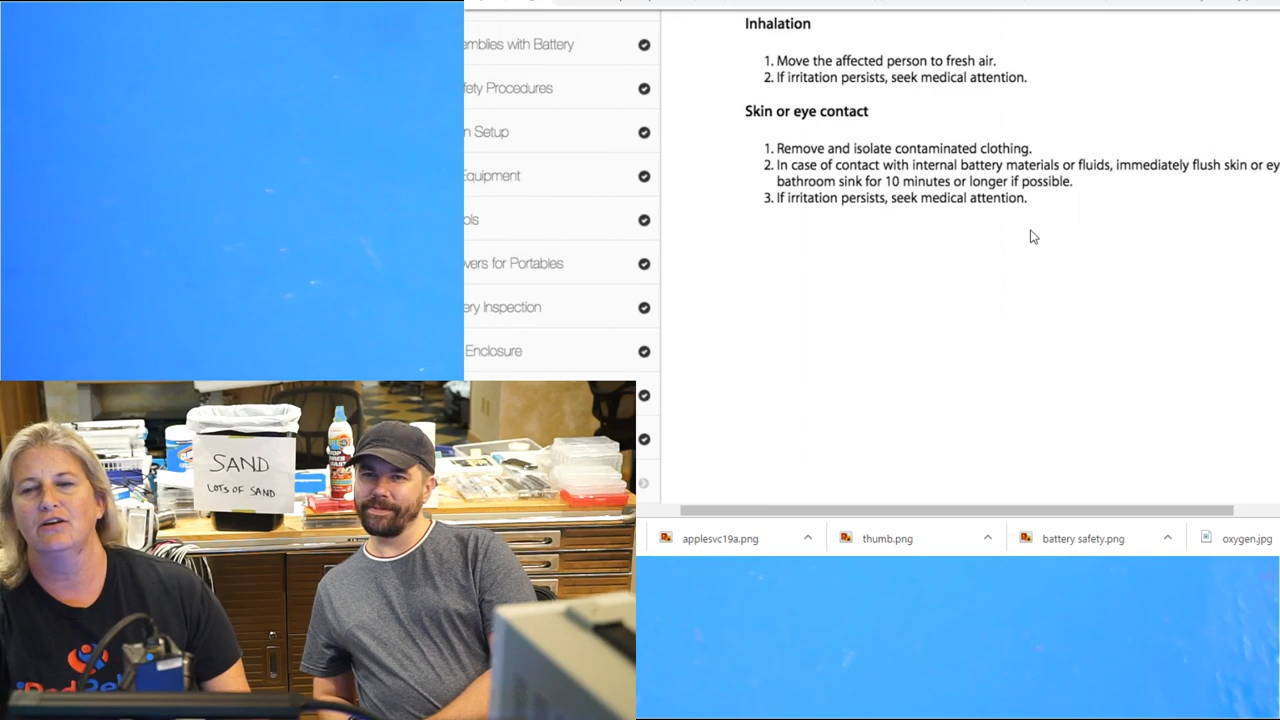 Inhalation
1. Move the affected person to fresh air.
2. If irritation persists, seek medical attention.
Skin or eye contact
1. Remove and isolate contaminated clothing.
2. In case of contact with internal battery materials or fluids, immediately flush skin or ey
bathroom sink for 10 minutes or longer if possible.
3. If irritation persists, seek medical attention.
emblies with Battery
fety Procedures
n Setup
Equipment
ols
vers for Portables
ery Inspection
Enclosure
applesvc19a.png
thumb.png
battery safety.png
oxygen.jpg
SAND
LOTS OF SAND